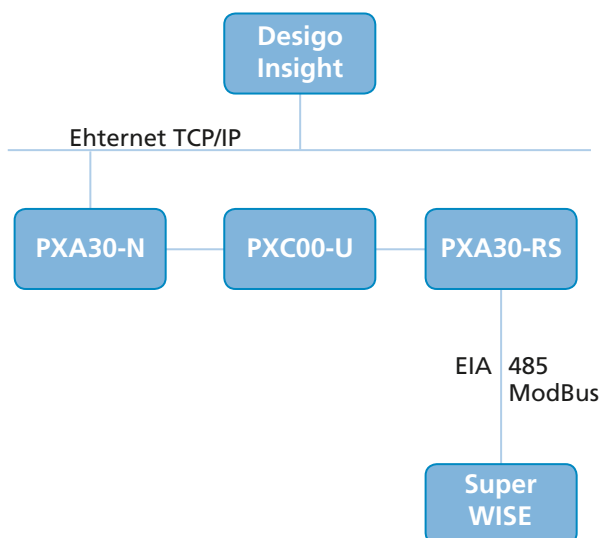 Desigo
Insight
Ehternet TCP/IP
PXA30-N
PXC00-U
PXA30-RS
EIA 485
ModBus
Super
WISE